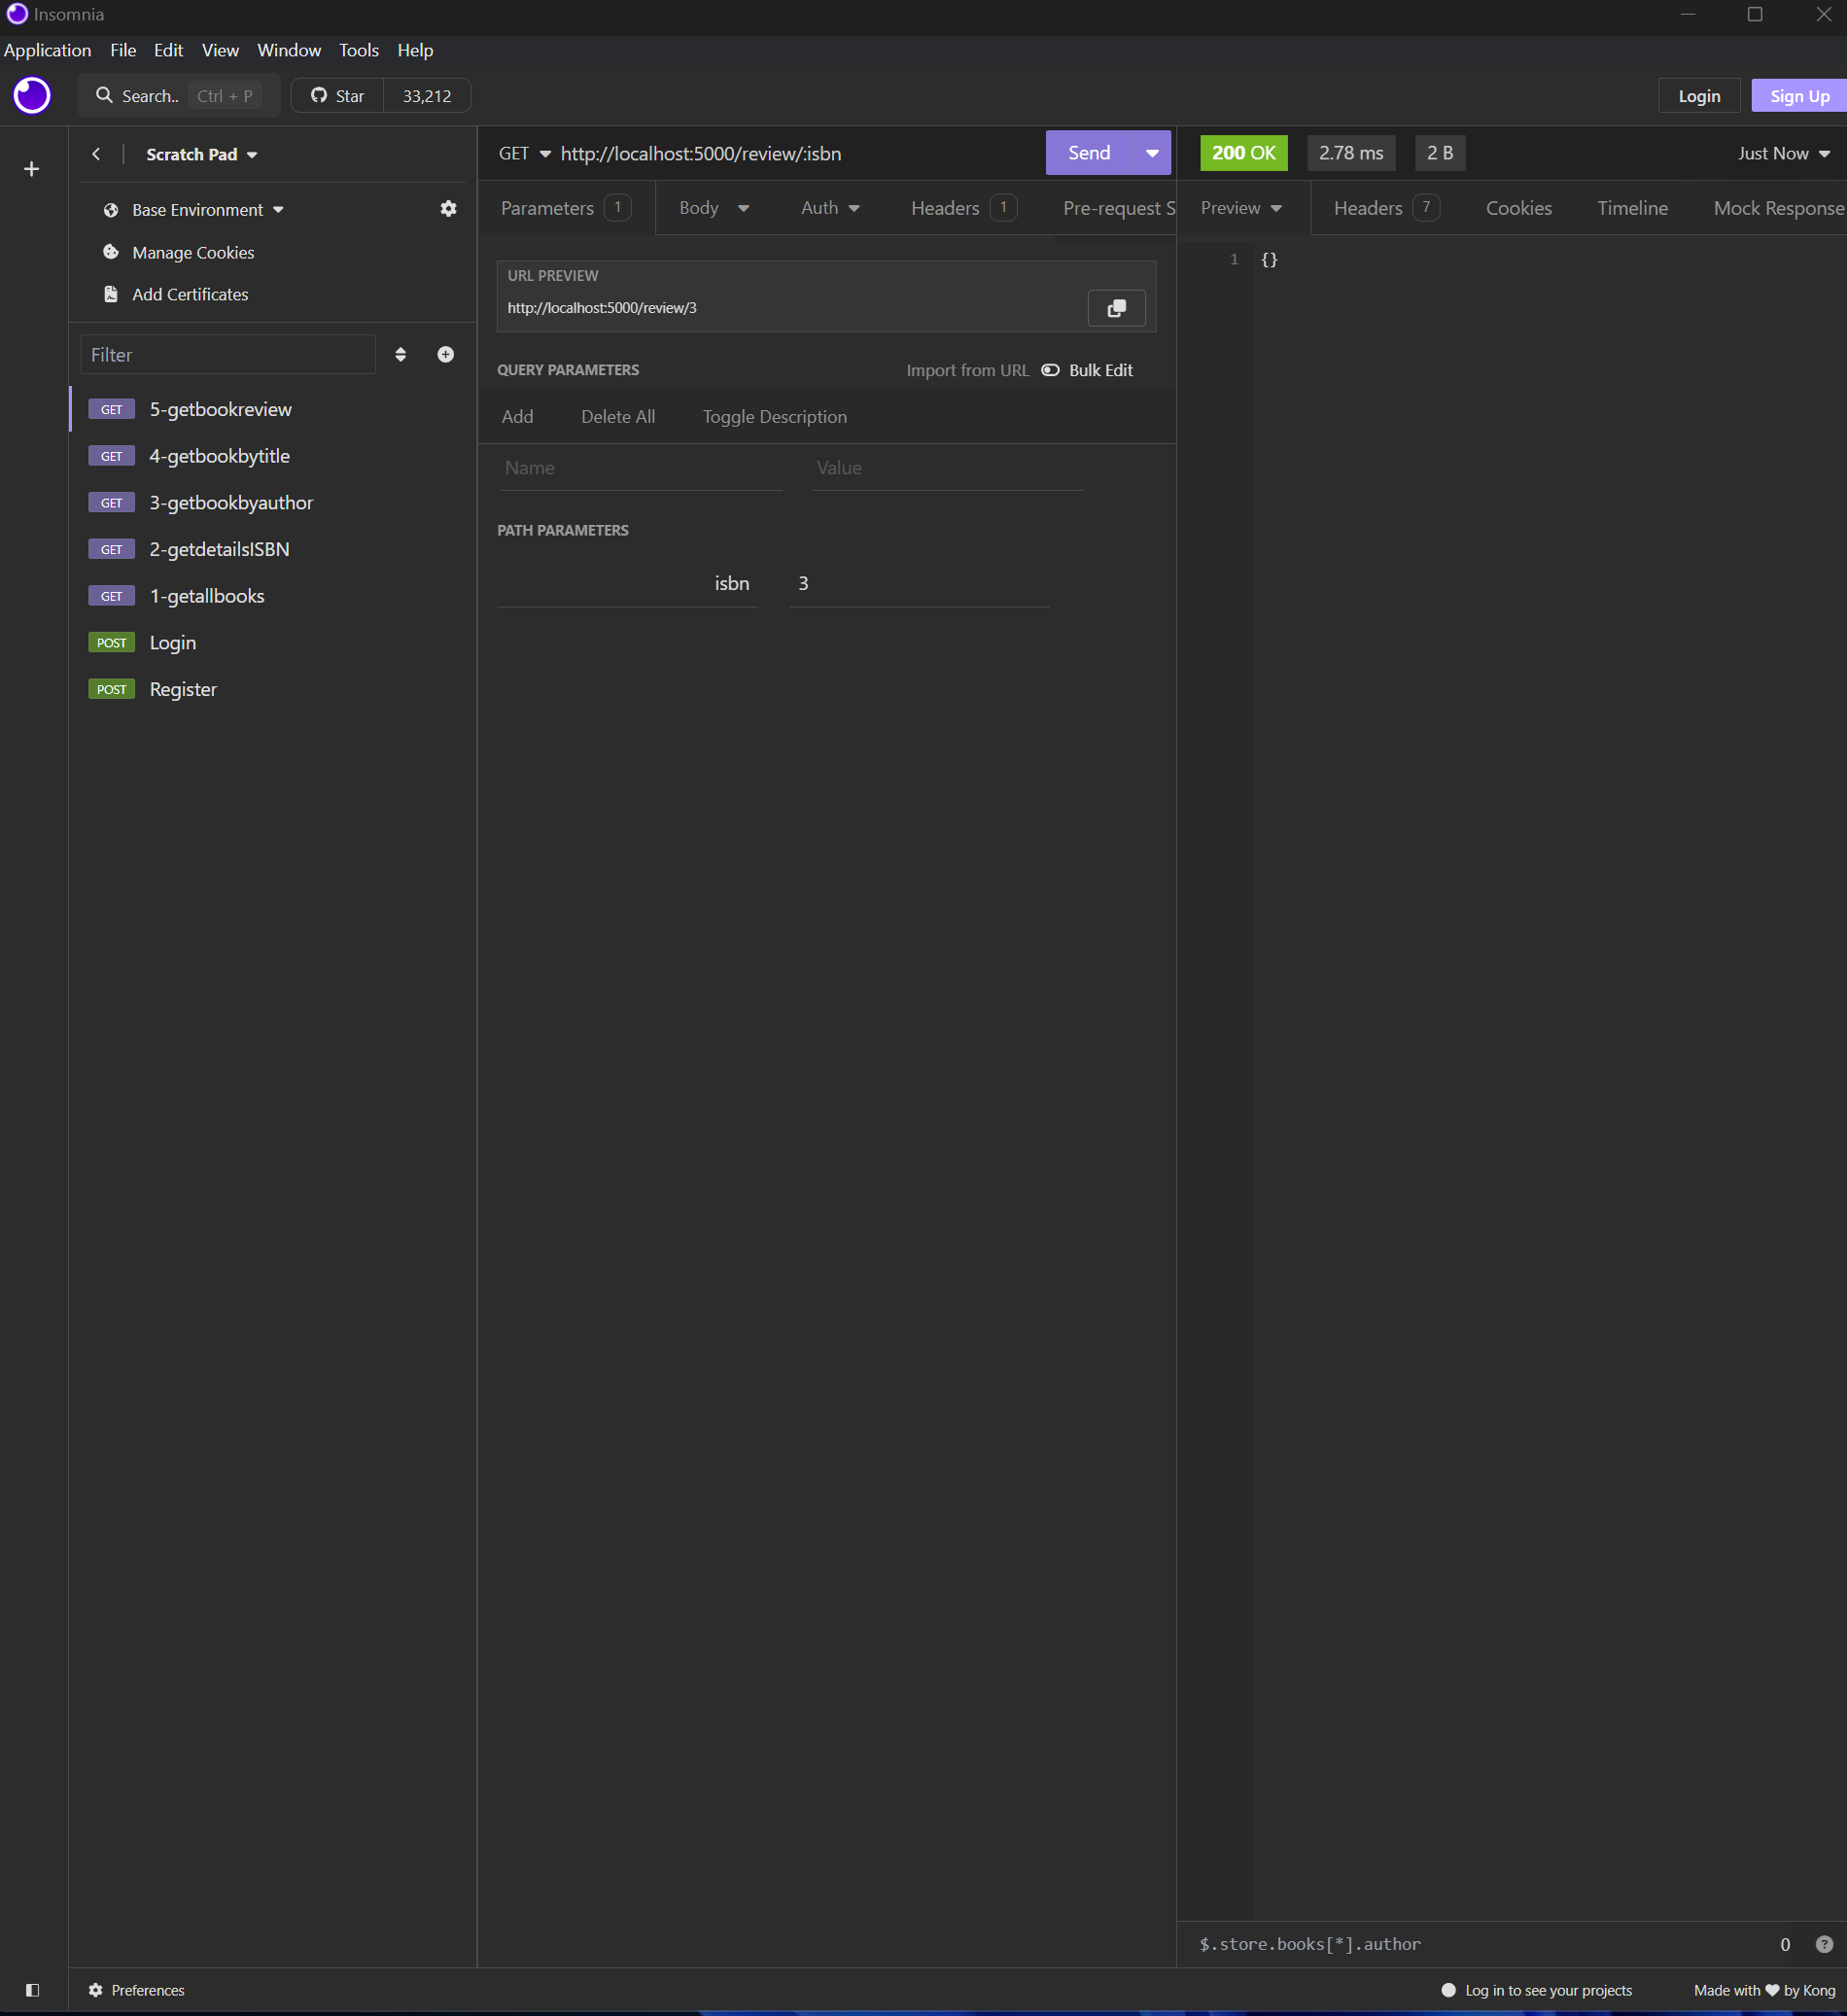 Insomnia
Application File Edit View Window Tools Help
Search.. Ctrl + P Star 33,212 Login Sign Up
Scratch Pad
Base Environment
Manage Cookies
Add Certificates
Filter
GET 5-getbookreview
GET 4-getbookbytitle
GET 3-getbookbyauthor
GET 2-getdetailsISBN
GET 1-getallbooks
POST Login
POST Register
GET http://localhost:5000/review/:isbn Send
Parameters 1 Body Auth Headers 1 Pre-request S
URL PREVIEW
http://localhost:5000/review/3
QUERY PARAMETERS Import from URL Bulk Edit
Add Delete All Toggle Description
Name Value
PATH PARAMETERS
isbn 3
200 OK 2.78 ms 2 B Just Now
Preview Headers 7 Cookies Timeline Mock Response
1 {}
$.store.books[*].author 0 ?
Preferences Log in to see your projects Made with ♥ by Kong